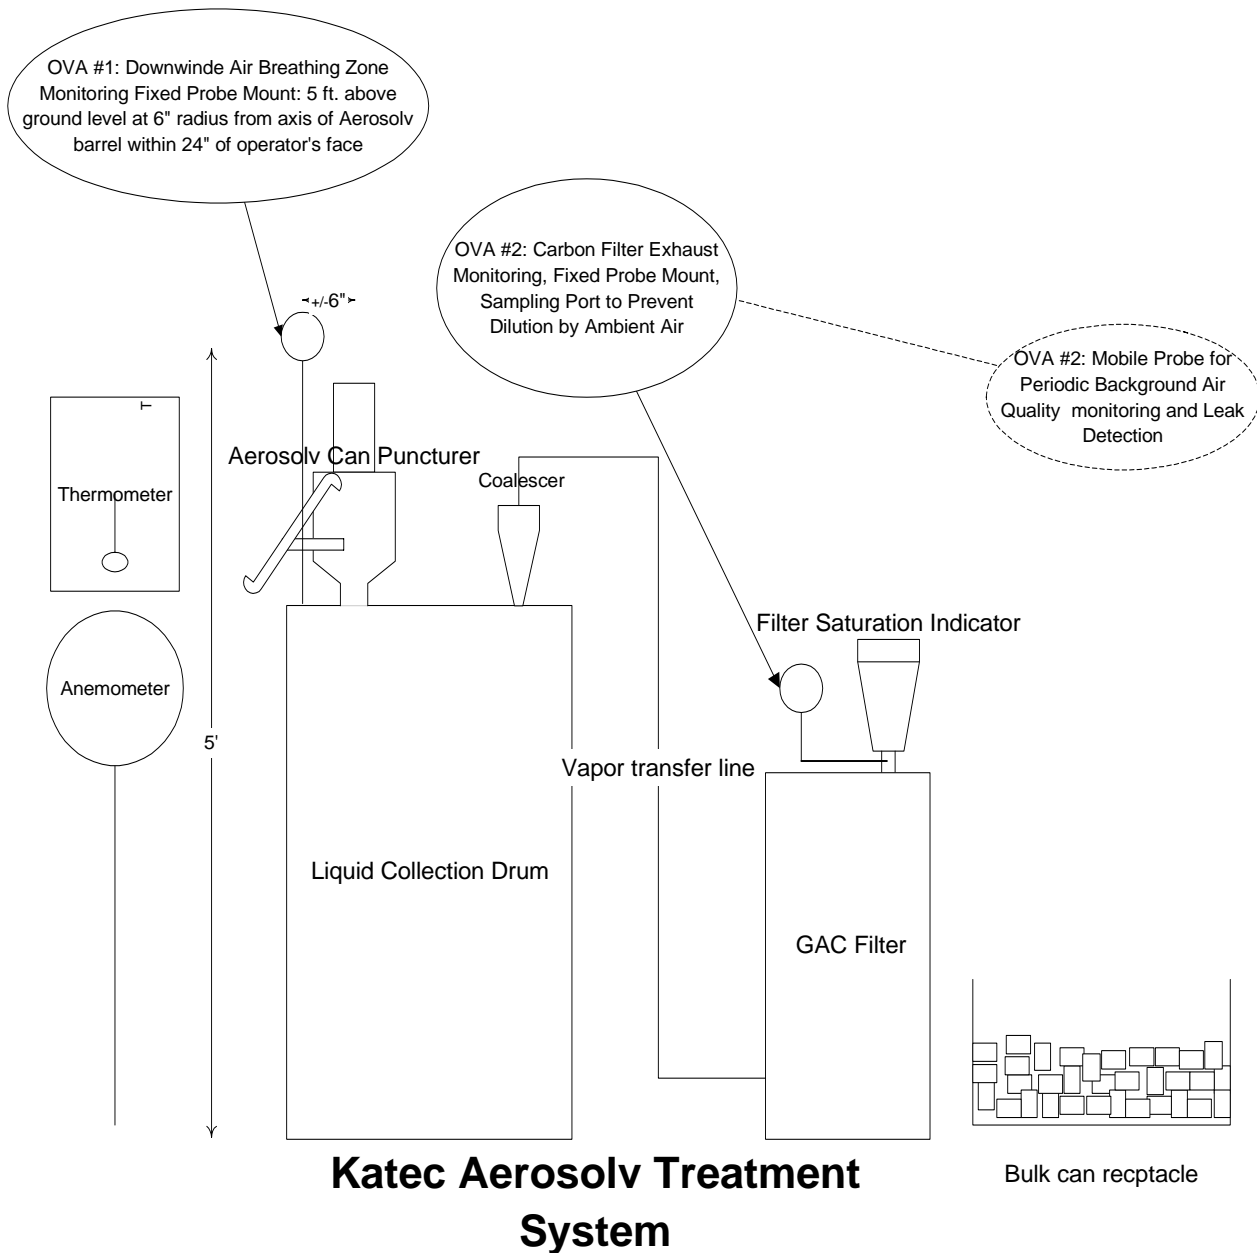 OVA #1: Downwinde Air Breathing Zone
Monitoring Fixed Probe Mount: 5 ft. above
ground level at 6" radius from axis of Aerosolv
barrel within 24" of operator's face
OVA #2: Carbon Filter Exhaust
Monitoring, Fixed Probe Mount,
Sampling Port to Prevent
Dilution by Ambient Air
+/-6"
OVA #2: Mobile Probe for
Periodic Background Air
Quality monitoring and Leak
Detection
T
Aerosolv Can Puncturer
Coalescer
Thermometer
Filter Saturation Indicator
Anemometer
5'
Vapor transfer line
Liquid Collection Drum
GAC Filter
Katec Aerosolv Treatment
System
Bulk can recptacle